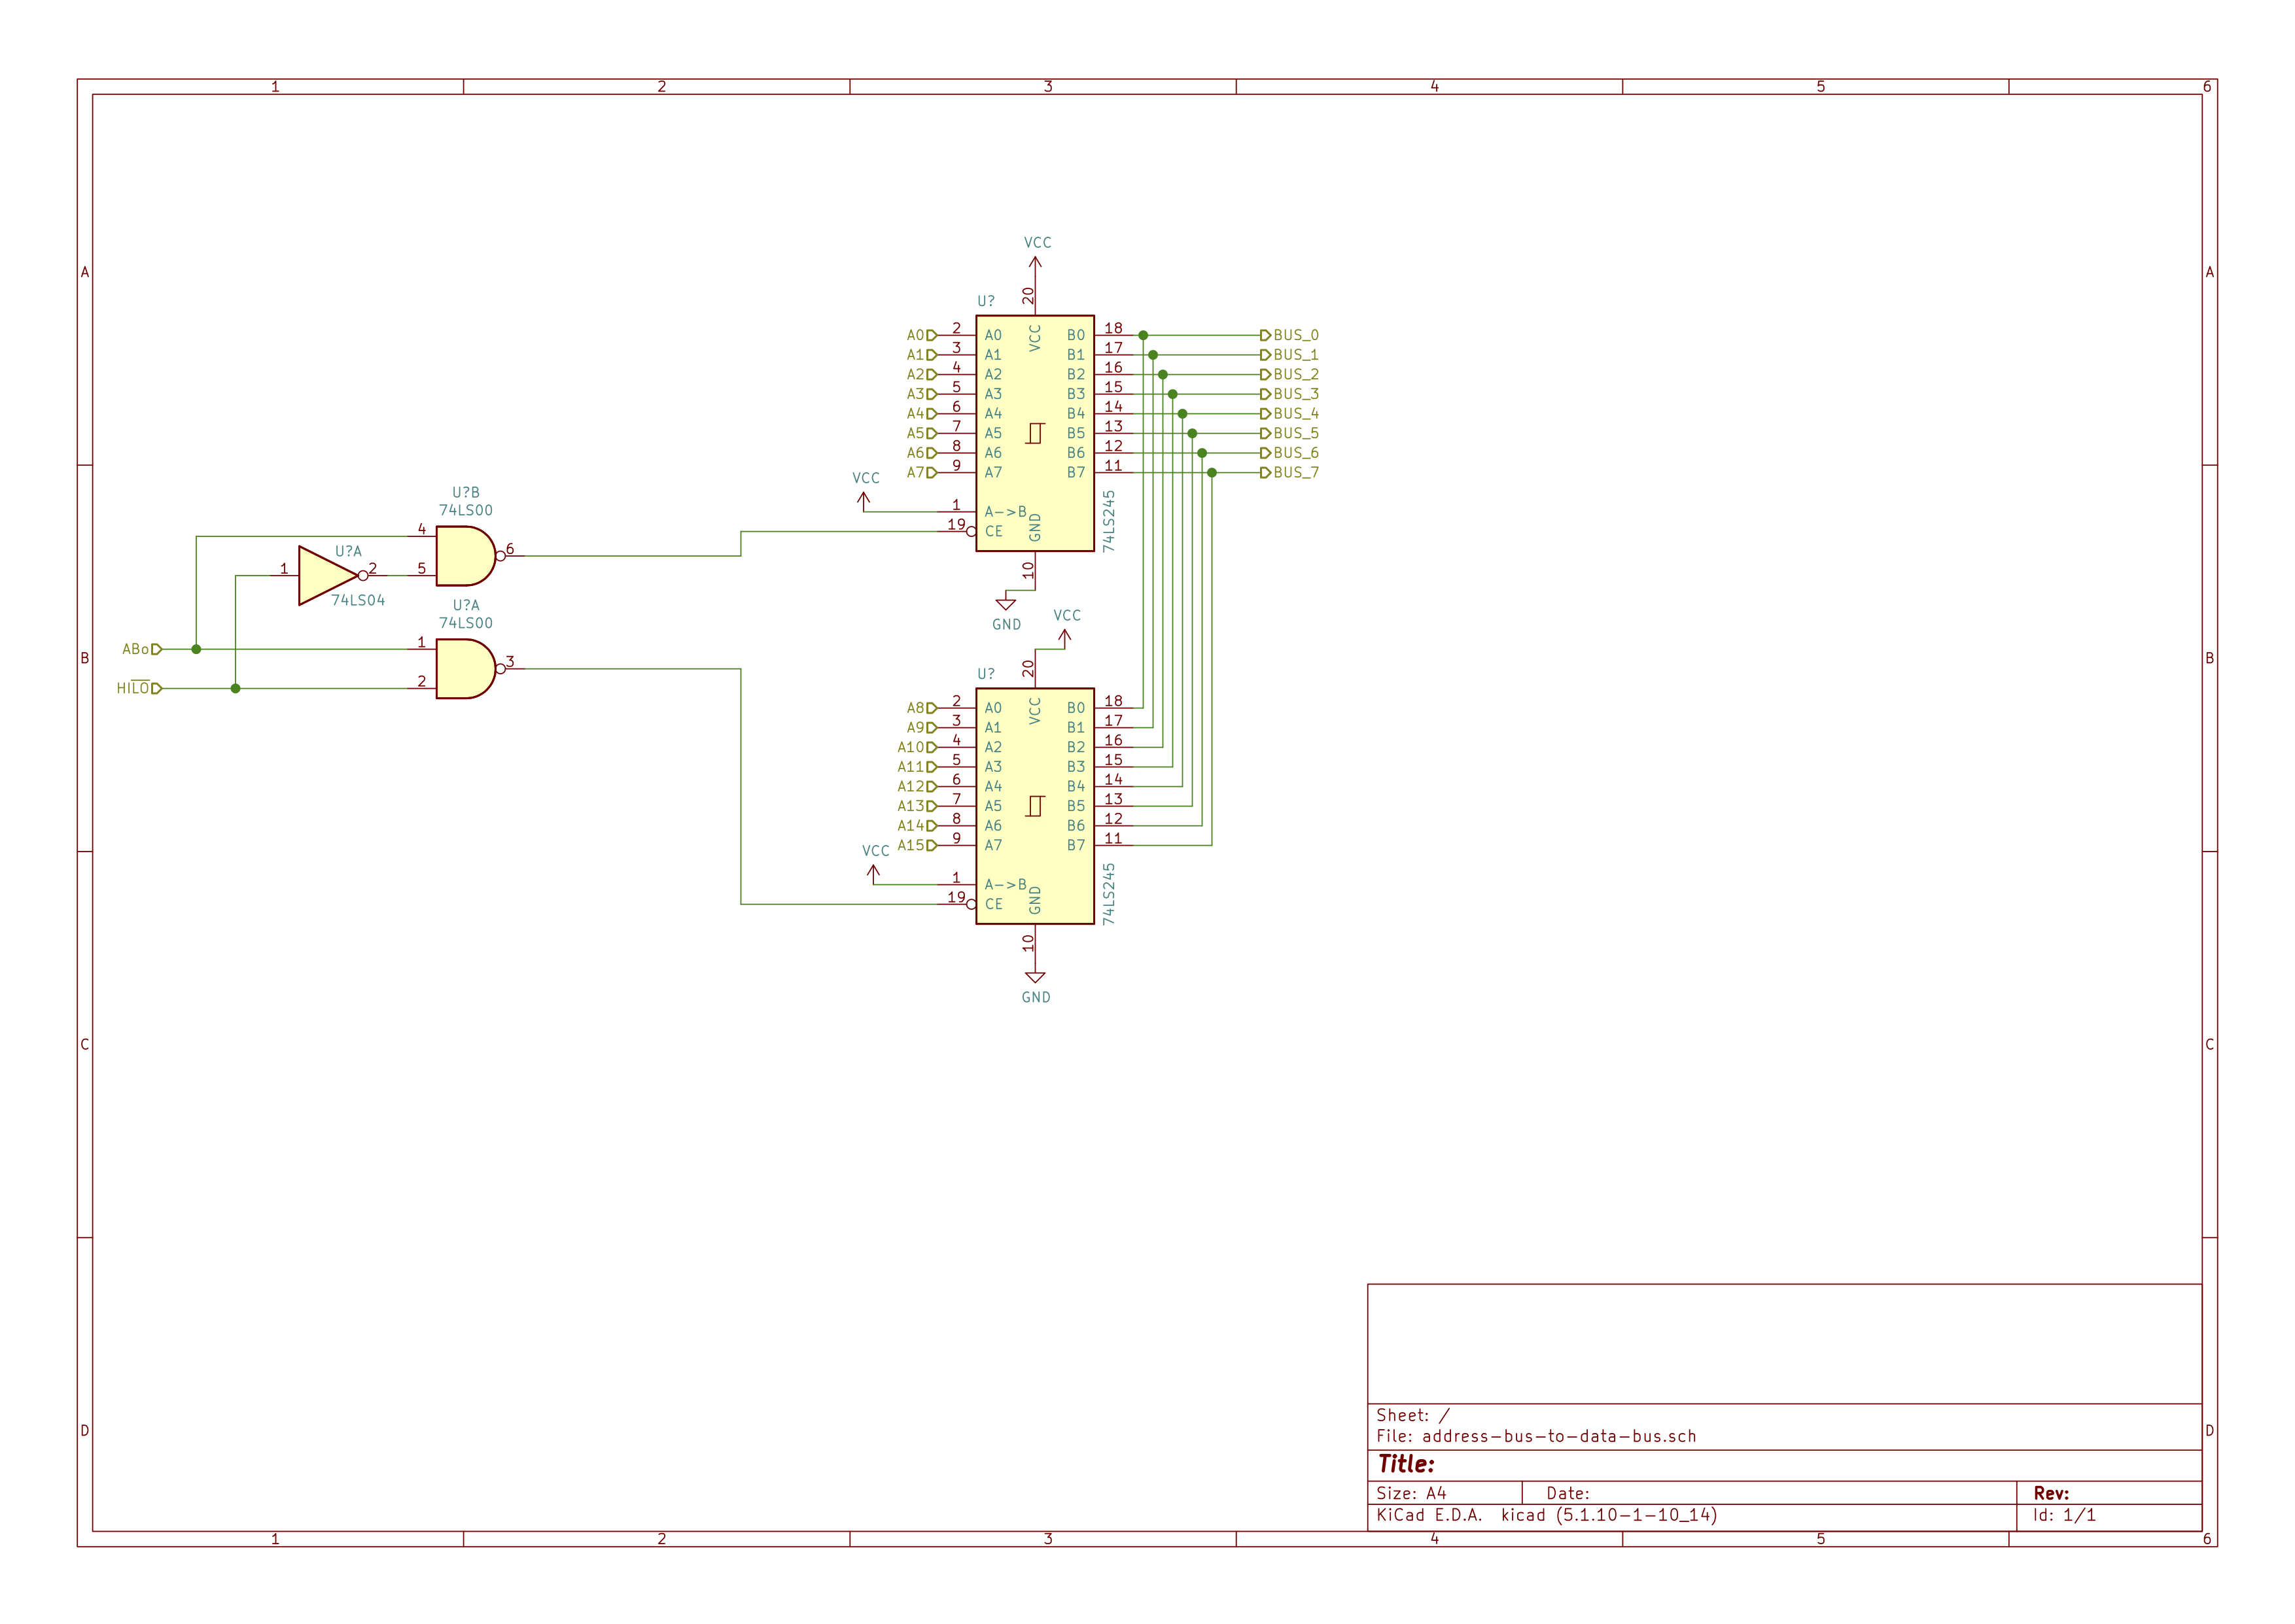 1 2 3 4 5 6
A
A
B
B
C
C
D
D
1 2 3 4 5 6
VCC
20
U?
A0 2 A0 VCC B0 18 BUS_0
A1 3 A1 B1 17 BUS_1
A2 4 A2 B2 16 BUS_2
A3 5 A3 B3 15 BUS_3
A4 6 A4 B4 14 BUS_4
A5 7 A5 B5 13 BUS_5
A6 8 A6 B6 12 BUS_6
A7 9 A7 B7 11 BUS_7
VCC
1 A->B
19 CE
GND
74LS245
10
GND
U?B
74LS00
4
5
6
U?A
1
2
74LS04
U?A
74LS00
1
2
3
ABo
HILO
VCC
20
U?
A8 2 A0 VCC B0 18
A9 3 A1 B1 17
A10 4 A2 B2 16
A11 5 A3 B3 15
A12 6 A4 B4 14
A13 7 A5 B5 13
A14 8 A6 B6 12
A15 9 A7 B7 11
VCC
1 A->B
19 CE
GND
74LS245
10
GND
Sheet: /
File: address-bus-to-data-bus.sch
Title:
Size: A4 Date: Rev:
KiCad E.D.A. kicad (5.1.10-1-10_14) Id: 1/1